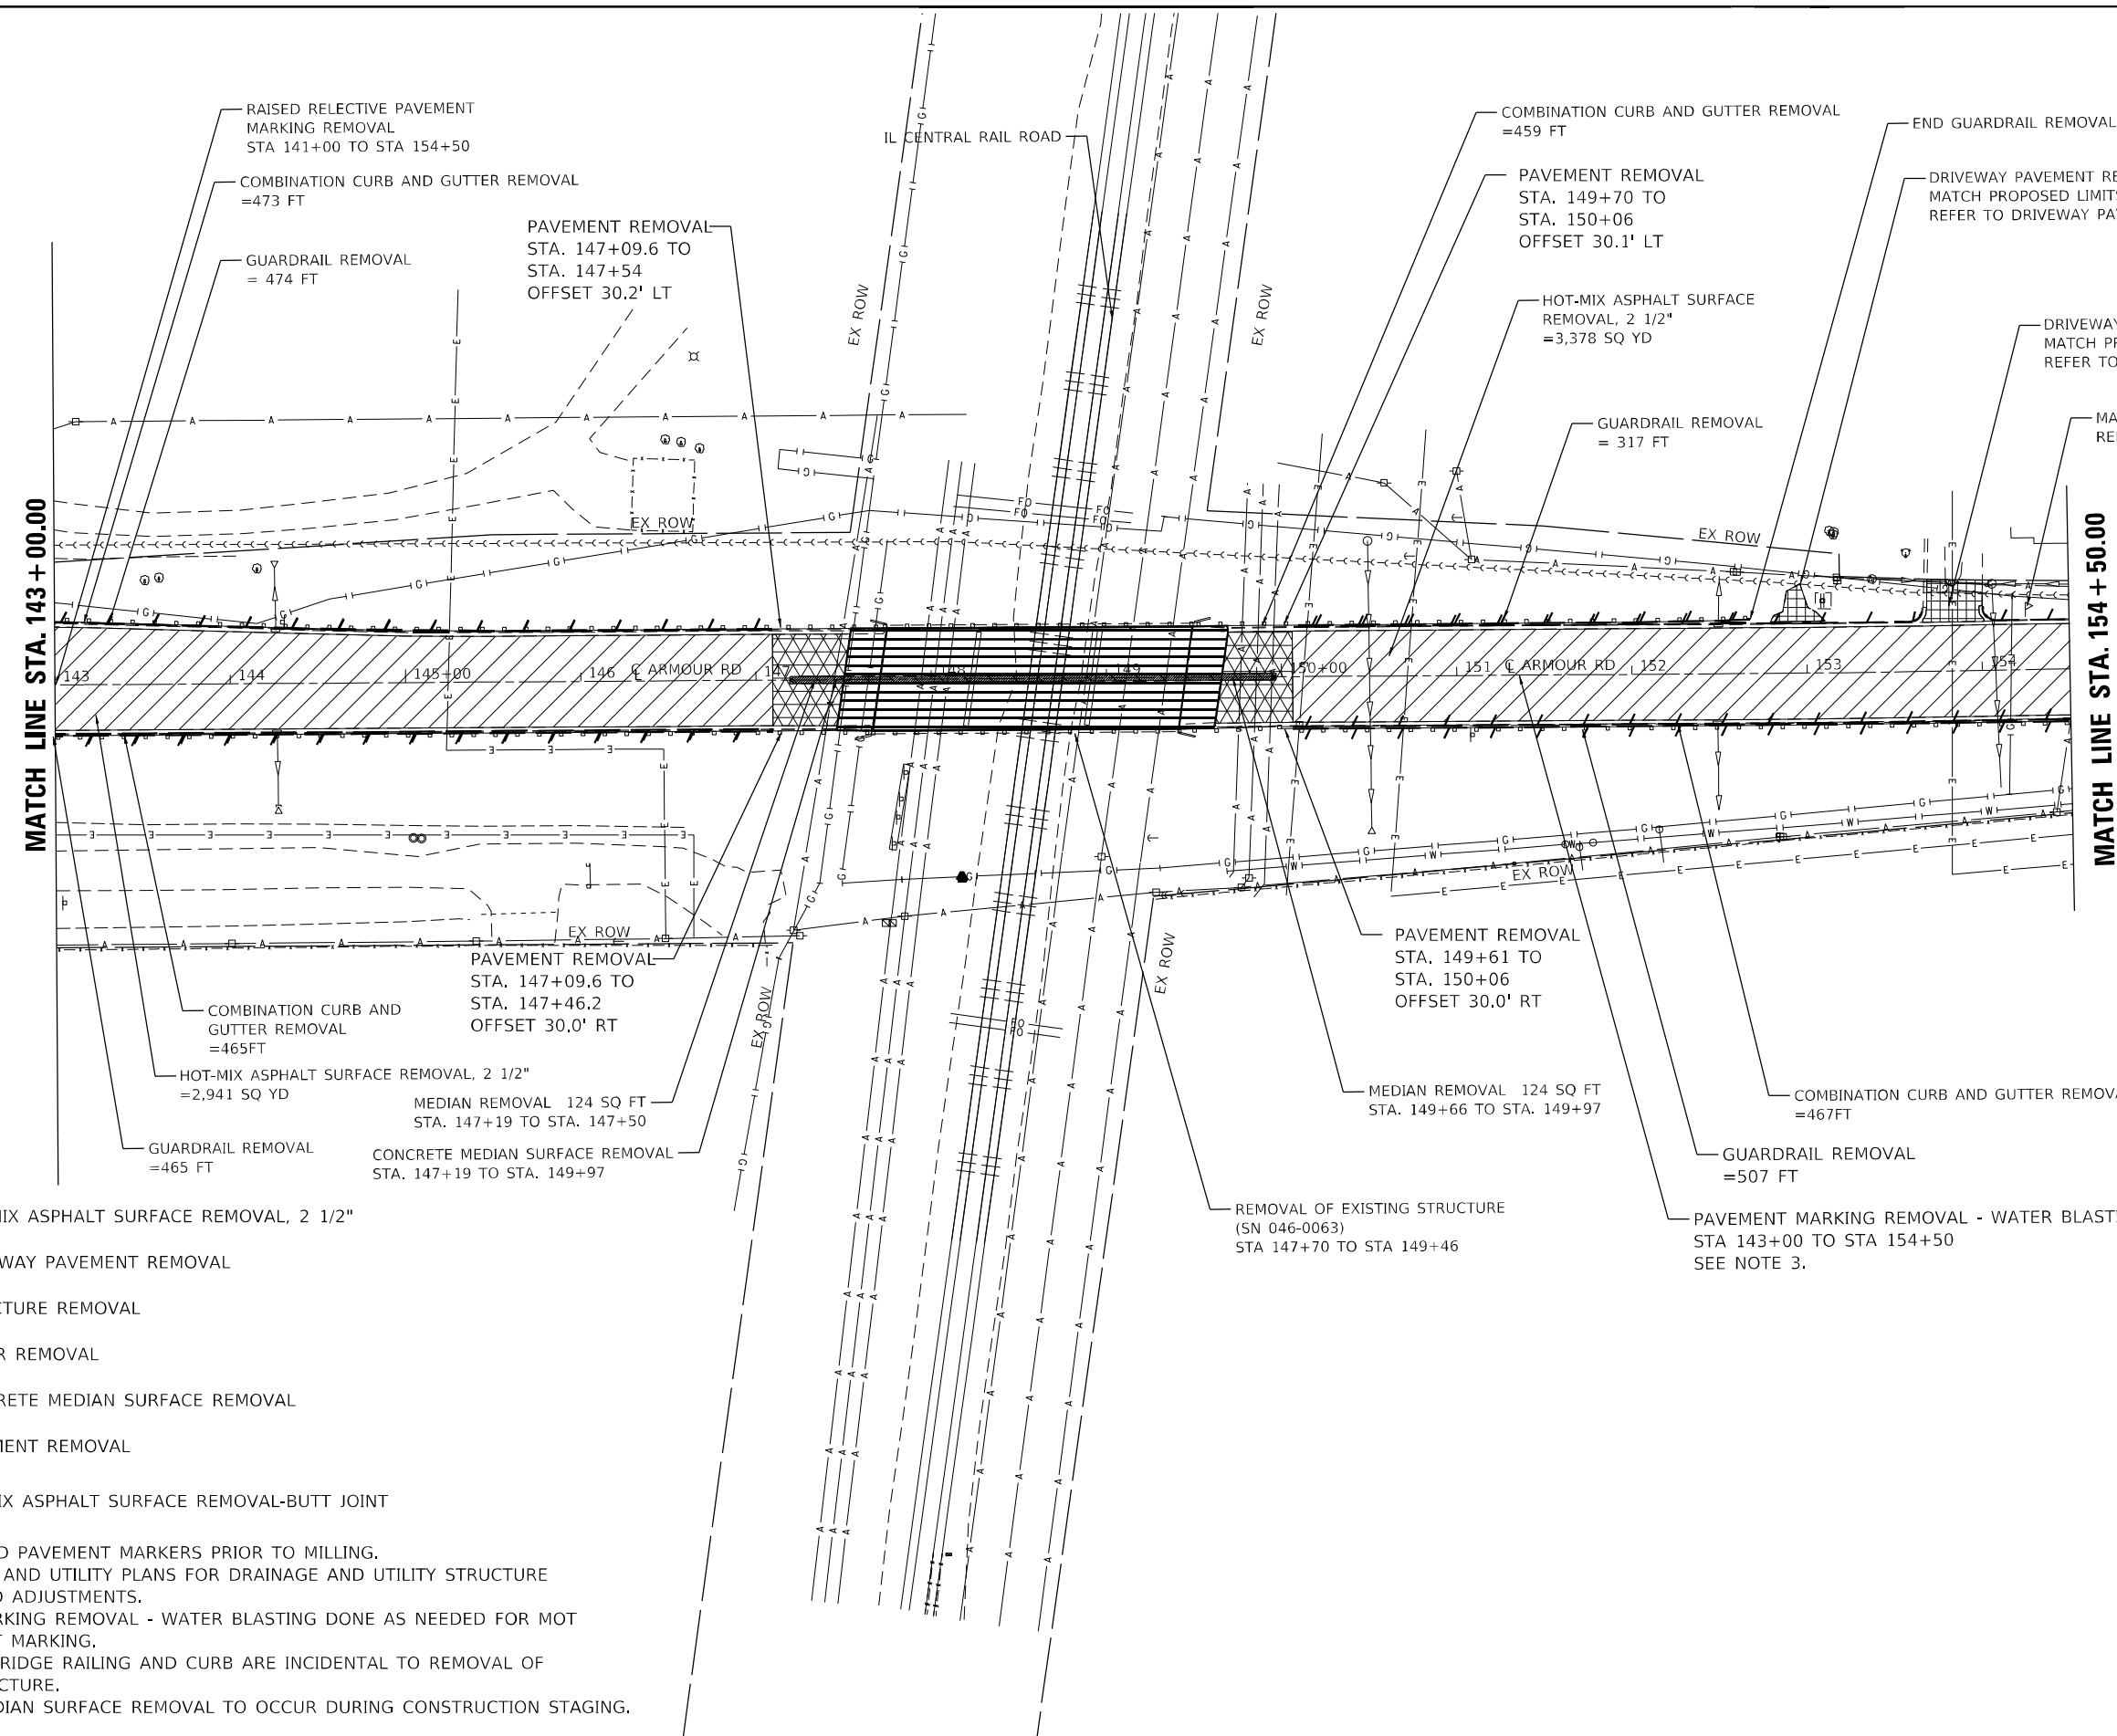 RAISED RELECTIVE PAVEMENT
MARKING REMOVAL
STA 141+00 TO STA 154+50
COMBINATION CURB AND GUTTER REMOVAL
=473 FT
GUARDRAIL REMOVAL
= 474 FT
PAVEMENT REMOVAL
STA. 147+09.6 TO
STA. 147+54
OFFSET 30.2' LT
IL CENTRAL RAIL ROAD
EX ROW
EX ROW
COMBINATION CURB AND GUTTER REMOVAL
=459 FT
PAVEMENT REMOVAL
STA. 149+70 TO
STA. 150+06
OFFSET 30.1' LT
HOT-MIX ASPHALT SURFACE
REMOVAL, 2 1/2"
=3,378 SQ YD
GUARDRAIL REMOVAL
= 317 FT
END GUARDRAIL REMOVAL
DRIVEWAY PAVEMENT RE
MATCH PROPOSED LIMITS
REFER TO DRIVEWAY PA
DRIVEWAY
MATCH PR
REFER TO
MA
RE
MATCH LINE STA. 143+00.00
EX ROW
EX ROW
143
144
145+00
146
℄ ARMOUR RD
147
148
149
150+00
151
℄ ARMOUR RD
152
153
154
MATCH LINE STA. 154+50.00
FO
FO
FO
FO
EX ROW
EX ROW
PAVEMENT REMOVAL
STA. 147+09.6 TO
STA. 147+46.2
OFFSET 30.0' RT
EX ROW
EX ROW
FO
FO
COMBINATION CURB AND
GUTTER REMOVAL
=465FT
HOT-MIX ASPHALT SURFACE REMOVAL, 2 1/2"
=2,941 SQ YD
MEDIAN REMOVAL 124 SQ FT
STA. 147+19 TO STA. 147+50
GUARDRAIL REMOVAL
=465 FT
CONCRETE MEDIAN SURFACE REMOVAL
STA. 147+19 TO STA. 149+97
PAVEMENT REMOVAL
STA. 149+61 TO
STA. 150+06
OFFSET 30.0' RT
MEDIAN REMOVAL 124 SQ FT
STA. 149+66 TO STA. 149+97
COMBINATION CURB AND GUTTER REMOVA
=467FT
GUARDRAIL REMOVAL
=507 FT
REMOVAL OF EXISTING STRUCTURE
(SN 046-0063)
STA 147+70 TO STA 149+46
PAVEMENT MARKING REMOVAL - WATER BLASTI
STA 143+00 TO STA 154+50
SEE NOTE 3.
IX ASPHALT SURFACE REMOVAL, 2 1/2"
WAY PAVEMENT REMOVAL
CTURE REMOVAL
R REMOVAL
RETE MEDIAN SURFACE REMOVAL
MENT REMOVAL
IX ASPHALT SURFACE REMOVAL-BUTT JOINT
D PAVEMENT MARKERS PRIOR TO MILLING.
AND UTILITY PLANS FOR DRAINAGE AND UTILITY STRUCTURE
D ADJUSTMENTS.
RKING REMOVAL - WATER BLASTING DONE AS NEEDED FOR MOT
T MARKING.
RIDGE RAILING AND CURB ARE INCIDENTAL TO REMOVAL OF
CTURE.
DIAN SURFACE REMOVAL TO OCCUR DURING CONSTRUCTION STAGING.